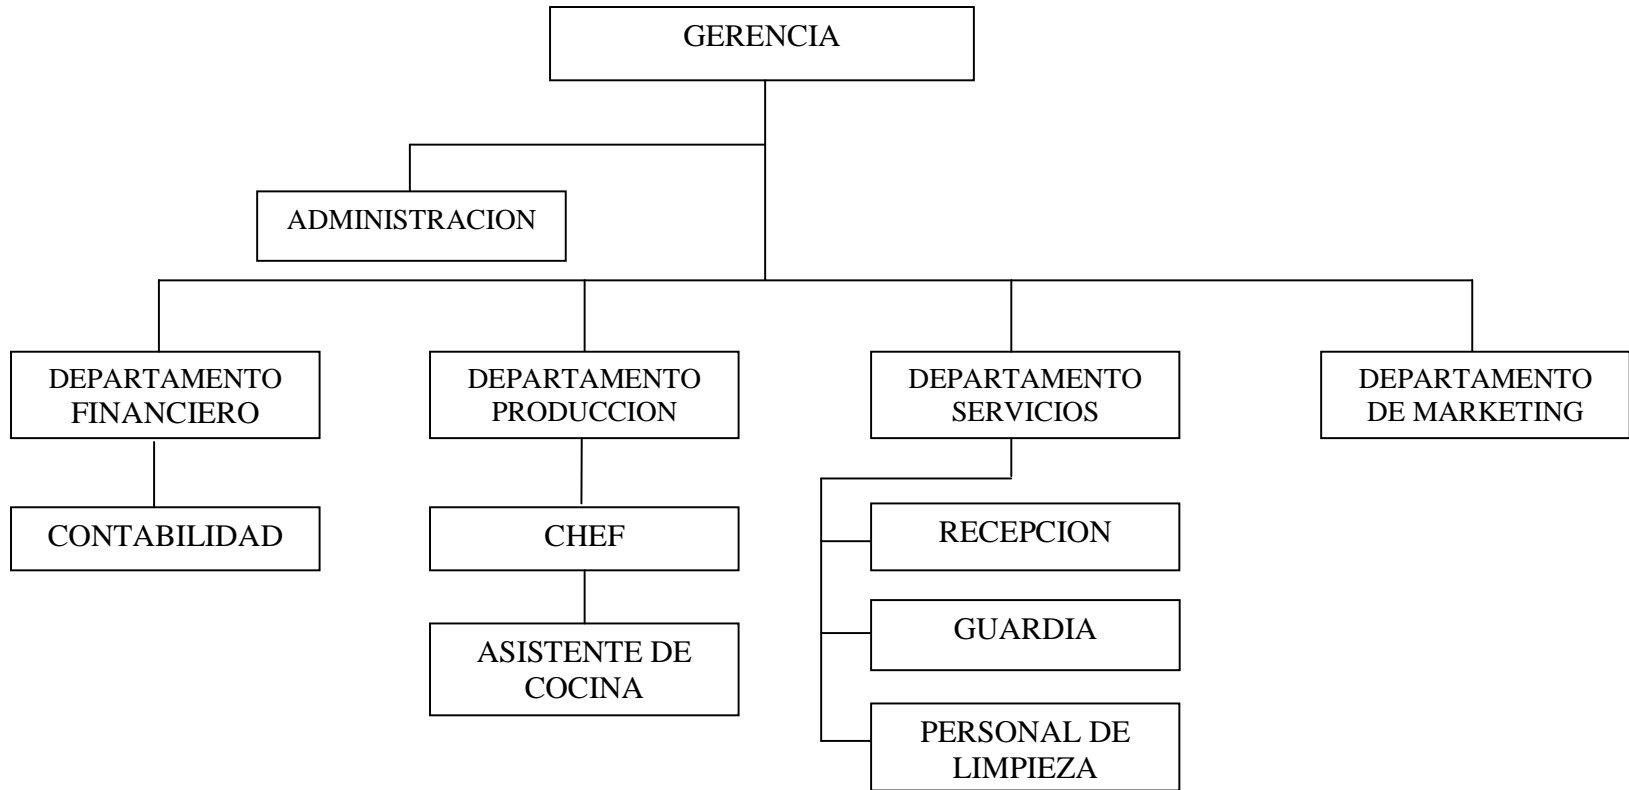 GERENCIA
ADMINISTRACION
DEPARTAMENTO
FINANCIERO
DEPARTAMENTO
PRODUCCION
DEPARTAMENTO
SERVICIOS
DEPARTAMENTO
DE MARKETING
CONTABILIDAD
CHEF
RECEPCION
ASISTENTE DE
COCINA
GUARDIA
PERSONAL DE
LIMPIEZA